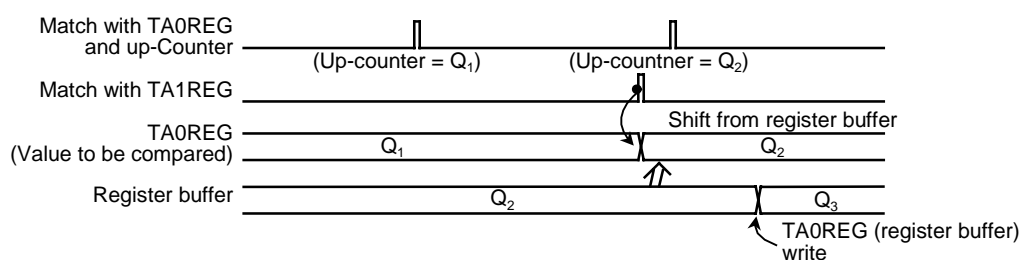 Match with TA0REG
and up-Counter
(Up-counter = Q₁)
(Up-countner = Q₂)
Match with TA1REG
Shift from register buffer
TA0REG
(Value to be compared)
Q₁
Q₂
Register buffer
Q₂
Q₃
TA0REG (register buffer)
write